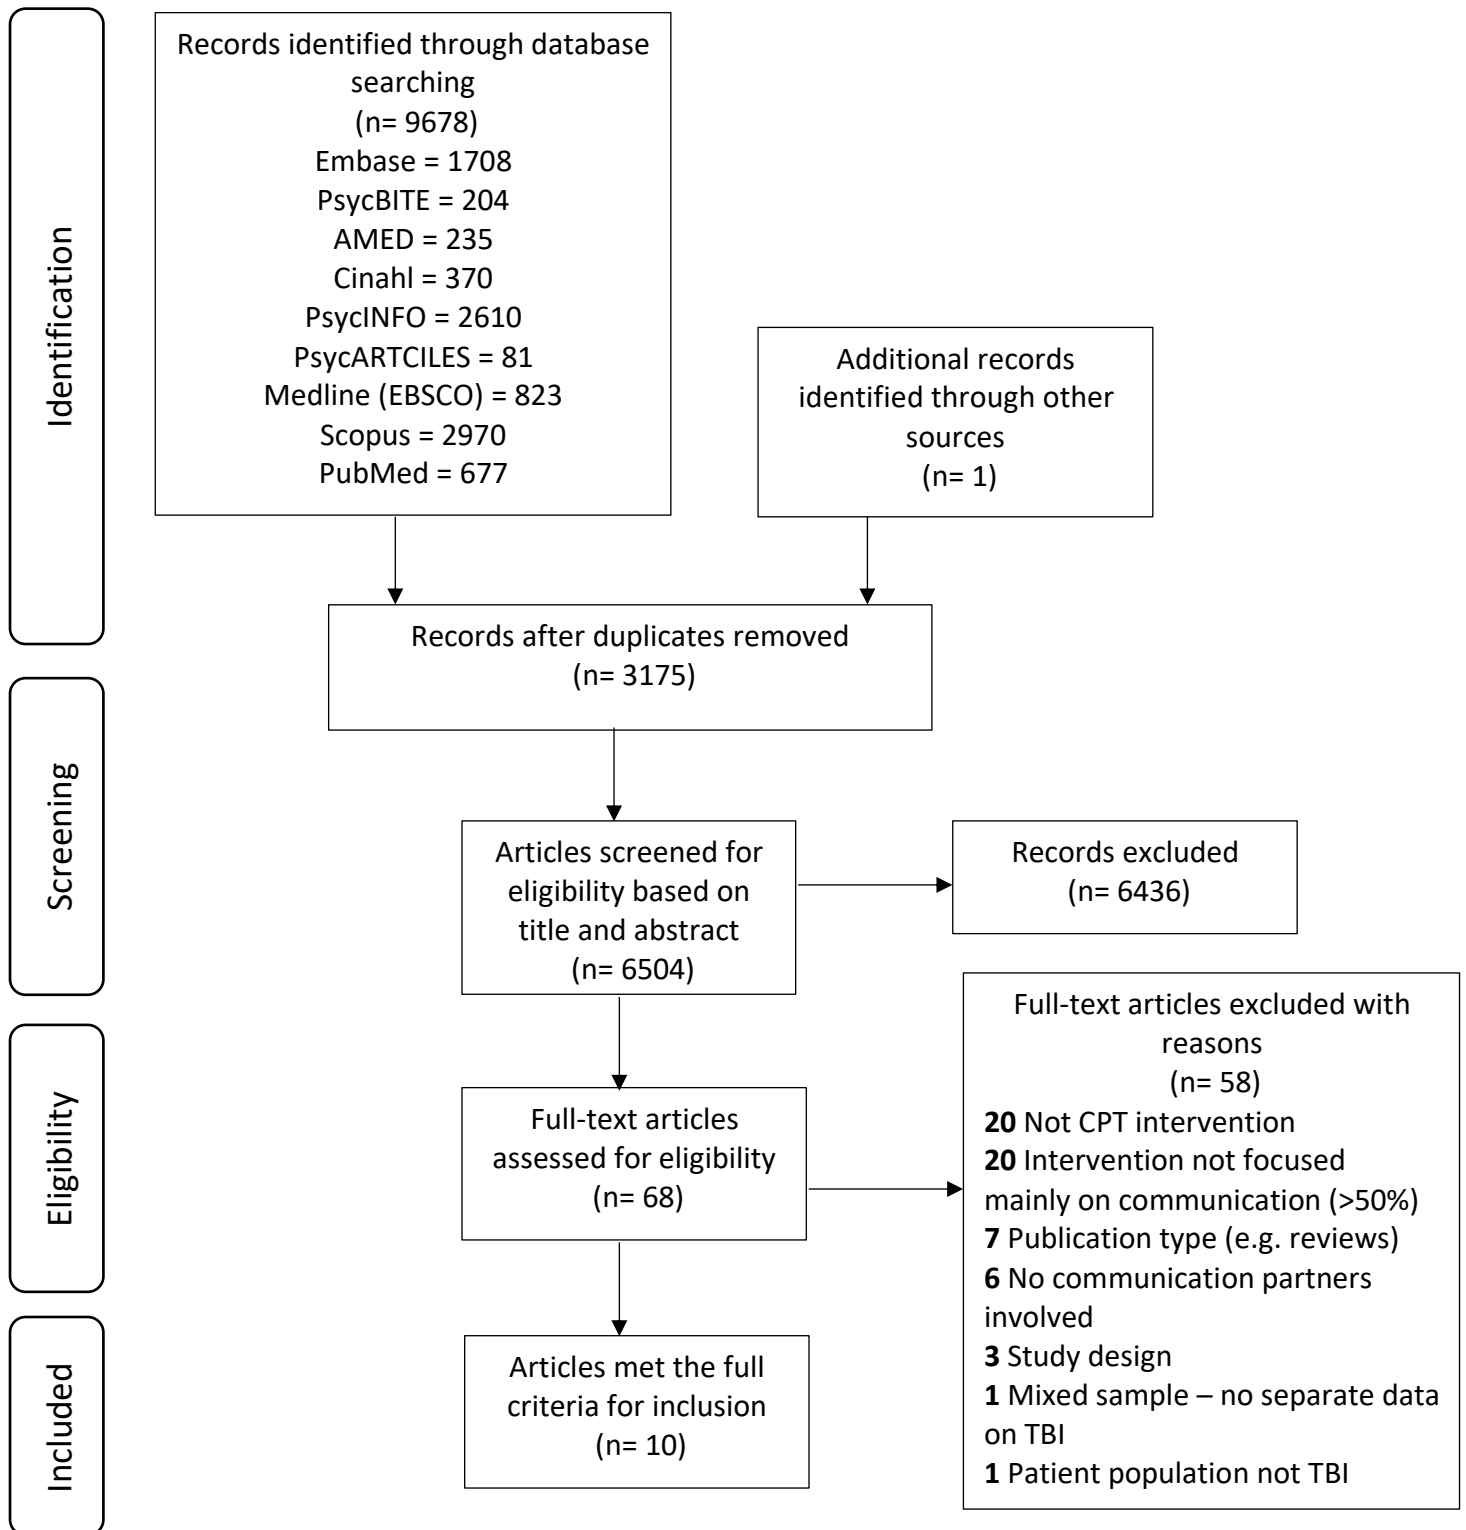 Identification
Records identified through database
searching
(n= 9678)
Embase = 1708
PsycBITE = 204
AMED = 235
Cinahl = 370
PsycINFO = 2610
PsycARTCILES = 81
Medline (EBSCO) = 823
Scopus = 2970
PubMed = 677
Additional records
identified through other
sources
(n= 1)
Records after duplicates removed
(n= 3175)
Screening
Articles screened for
eligibility based on
title and abstract
(n= 6504)
Records excluded
(n= 6436)
Eligibility
Full-text articles
assessed for eligibility
(n= 68)
Full-text articles excluded with
reasons
(n= 58)
20 Not CPT intervention
20 Intervention not focused
mainly on communication (>50%)
7 Publication type (e.g. reviews)
6 No communication partners
involved
3 Study design
1 Mixed sample – no separate data
on TBI
1 Patient population not TBI
Included
Articles met the full
criteria for inclusion
(n= 10)